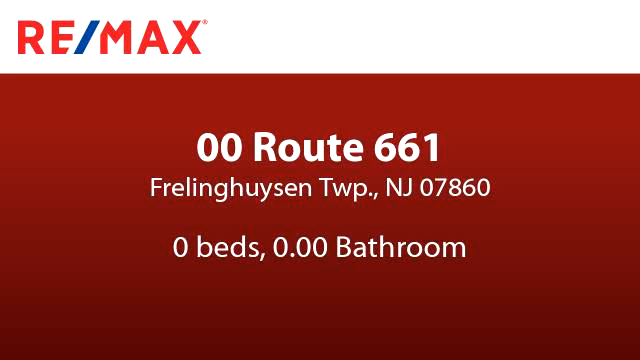 RE/MAX®
00 Route 661
Frelinghuysen Twp., NJ 07860
0 beds, 0.00 Bathroom